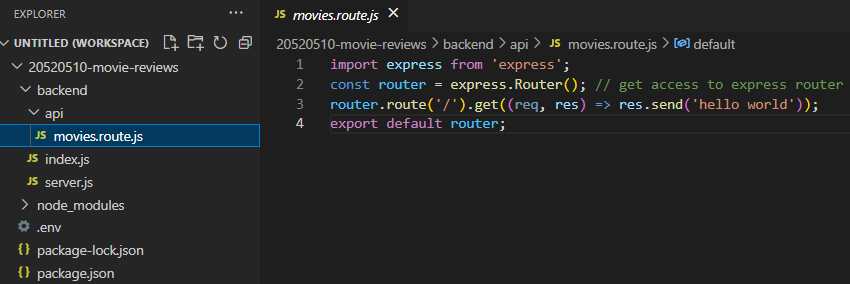 EXPLORER
UNTITLED (WORKSPACE)
20520510-movie-reviews
backend
api
JS movies.route.js
JS index.js
JS server.js
node_modules
.env
{} package-lock.json
{} package.json
JS movies.route.js
20520510-movie-reviews > backend > api > JS movies.route.js > default
1 import express from 'express';
2 const router = express.Router(); // get access to express router
3 router.route('/').get((req, res) => res.send('hello world'));
4 export default router;